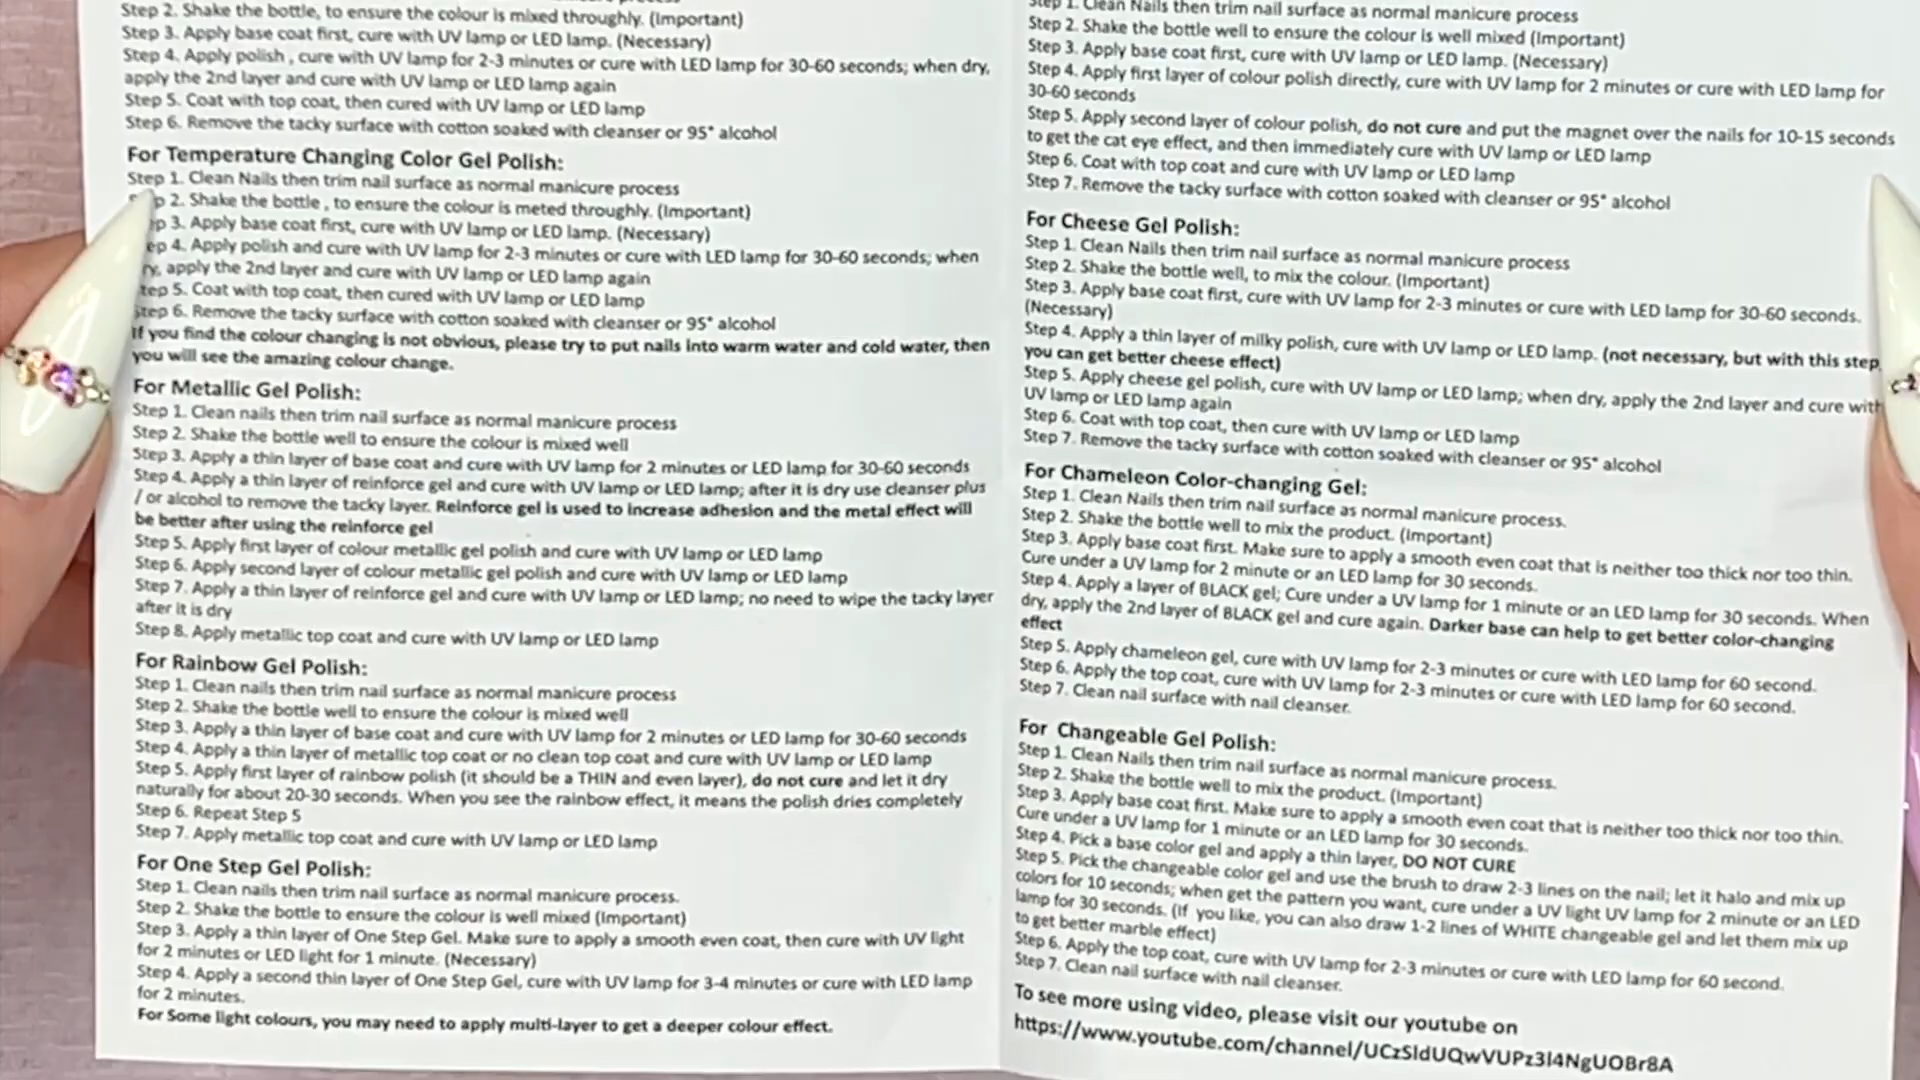 Step 2. Shake the bottle, to ensure the colour is mixed throughly. (Important)
Step 3. Apply base coat first, cure with UV lamp or LED lamp. (Necessary)
Step 4. Apply polish , cure with UV lamp for 2-3 minutes or cure with LED lamp for 30-60 seconds; when dry,
apply the 2nd layer and cure with UV lamp or LED lamp again
Step 5. Coat with top coat, then cured with UV lamp or LED lamp
Step 6. Remove the tacky surface with cotton soaked with cleanser or 95° alcohol
For Temperature Changing Color Gel Polish:
Step 1. Clean Nails then trim nail surface as normal manicure process
p 2. Shake the bottle , to ensure the colour is meted throughly. (Important)
ep 3. Apply base coat first, cure with UV lamp or LED lamp. (Necessary)
ep 4. Apply polish and cure with UV lamp for 2-3 minutes or cure with LED lamp for 30-60 seconds; when
ry, apply the 2nd layer and cure with UV lamp or LED lamp again
tep 5. Coat with top coat, then cured with UV lamp or LED lamp
Step 6. Remove the tacky surface with cotton soaked with cleanser or 95° alcohol
If you find the colour changing is not obvious, please try to put nails into warm water and cold water, then
you will see the amazing colour change.
For Metallic Gel Polish:
Step 1. Clean nails then trim nail surface as normal manicure process
Step 2. Shake the bottle well to ensure the colour is mixed well
Step 3. Apply a thin layer of base coat and cure with UV lamp for 2 minutes or LED lamp for 30-60 seconds
Step 4. Apply a thin layer of reinforce gel and cure with UV lamp or LED lamp; after it is dry use cleanser plus
/ or alcohol to remove the tacky layer. Reinforce gel is used to increase adhesion and the metal effect will
be better after using the reinforce gel
Step 5. Apply first layer of colour metallic gel polish and cure with UV lamp or LED lamp
Step 6. Apply second layer of colour metallic gel polish and cure with UV lamp or LED lamp
Step 7. Apply a thin layer of reinforce gel and cure with UV lamp or LED lamp; no need to wipe the tacky layer
after it is dry
Step 8. Apply metallic top coat and cure with UV lamp or LED lamp
For Rainbow Gel Polish:
Step 1. Clean nails then trim nail surface as normal manicure process
Step 2. Shake the bottle well to ensure the colour is mixed well
Step 3. Apply a thin layer of base coat and cure with UV lamp for 2 minutes or LED lamp for 30-60 seconds
Step 4. Apply a thin layer of metallic top coat or no clean top coat and cure with UV lamp or LED lamp
Step 5. Apply first layer of rainbow polish (it should be a THIN and even layer), do not cure and let it dry
naturally for about 20-30 seconds. When you see the rainbow effect, it means the polish dries completely
Step 6. Repeat Step 5
Step 7. Apply metallic top coat and cure with UV lamp or LED lamp
For One Step Gel Polish:
Step 1. Clean nails then trim nail surface as normal manicure process.
Step 2. Shake the bottle to ensure the colour is well mixed (Important)
Step 3. Apply a thin layer of One Step Gel. Make sure to apply a smooth even coat, then cure with UV light
for 2 minutes or LED light for 1 minute. (Necessary)
Step 4. Apply a second thin layer of One Step Gel, cure with UV lamp for 3-4 minutes or cure with LED lamp
for 2 minutes.
For Some light colours, you may need to apply multi-layer to get a deeper colour effect.
Step 1. Clean Nails then trim nail surface as normal manicure process
Step 2. Shake the bottle well to ensure the colour is well mixed (Important)
Step 3. Apply base coat first, cure with UV lamp or LED lamp. (Necessary)
Step 4. Apply first layer of colour polish directly, cure with UV lamp for 2 minutes or cure with LED lamp for
30-60 seconds
Step 5. Apply second layer of colour polish, do not cure and put the magnet over the nails for 10-15 seconds
to get the cat eye effect, and then immediately cure with UV lamp or LED lamp
Step 6. Coat with top coat and cure with UV lamp or LED lamp
Step 7. Remove the tacky surface with cotton soaked with cleanser or 95° alcohol
For Cheese Gel Polish:
Step 1. Clean Nails then trim nail surface as normal manicure process
Step 2. Shake the bottle well, to mix the colour. (Important)
Step 3. Apply base coat first, cure with UV lamp for 2-3 minutes or cure with LED lamp for 30-60 seconds.
(Necessary)
Step 4. Apply a thin layer of milky polish, cure with UV lamp or LED lamp. (not necessary, but with this step,
you can get better cheese effect)
Step 5. Apply cheese gel polish, cure with UV lamp or LED lamp; when dry, apply the 2nd layer and cure with
UV lamp or LED lamp again
Step 6. Coat with top coat, then cure with UV lamp or LED lamp
Step 7. Remove the tacky surface with cotton soaked with cleanser or 95° alcohol
For Chameleon Color-changing Gel:
Step 1. Clean Nails then trim nail surface as normal manicure process.
Step 2. Shake the bottle well to mix the product. (Important)
Step 3. Apply base coat first. Make sure to apply a smooth even coat that is neither too thick nor too thin.
Cure under a UV lamp for 2 minute or an LED lamp for 30 seconds.
Step 4. Apply a layer of BLACK gel; Cure under a UV lamp for 1 minute or an LED lamp for 30 seconds. When
dry, apply the 2nd layer of BLACK gel and cure again. Darker base can help to get better color-changing
effect
Step 5. Apply chameleon gel, cure with UV lamp for 2-3 minutes or cure with LED lamp for 60 second.
Step 6. Apply the top coat, cure with UV lamp for 2-3 minutes or cure with LED lamp for 60 second.
Step 7. Clean nail surface with nail cleanser.
For Changeable Gel Polish:
Step 1. Clean Nails then trim nail surface as normal manicure process.
Step 2. Shake the bottle well to mix the product. (Important)
Step 3. Apply base coat first. Make sure to apply a smooth even coat that is neither too thick nor too thin.
Cure under a UV lamp for 1 minute or an LED lamp for 30 seconds.
Step 4. Pick a base color gel and apply a thin layer, DO NOT CURE
Step 5. Pick the changeable color gel and use the brush to draw 2-3 lines on the nail; let it halo and mix up
colors for 10 seconds; when get the pattern you want, cure under a UV light UV lamp for 2 minute or an LED
lamp for 30 seconds. (If you like, you can also draw 1-2 lines of WHITE changeable gel and let them mix up
to get better marble effect)
Step 6. Apply the top coat, cure with UV lamp for 2-3 minutes or cure with LED lamp for 60 second.
Step 7. Clean nail surface with nail cleanser.
To see more using video, please visit our youtube on
https://www.youtube.com/channel/UCzSldUQwVUPz3l4NgUOBr8A